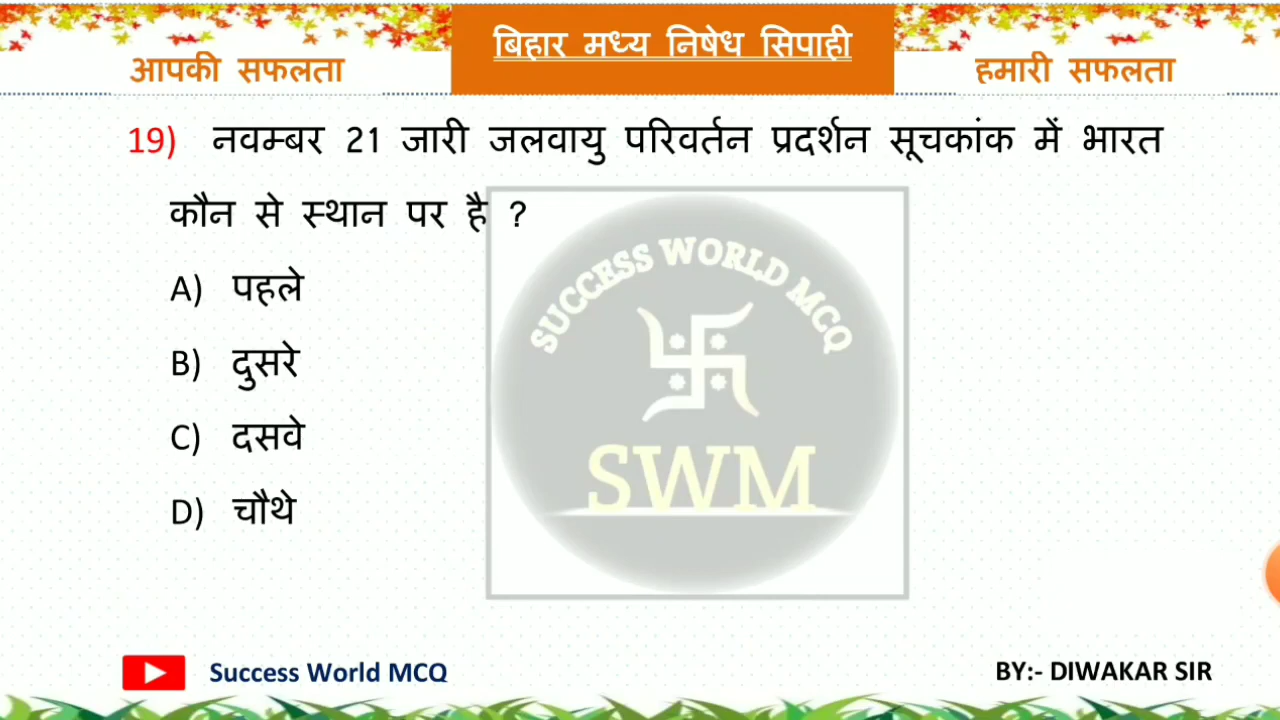 बिहार मध्य निषेध सिपाही
आपकी सफलता
हमारी सफलता
19) नवम्बर 21 जारी जलवायु परिवर्तन प्रदर्शन सूचकांक में भारत
कौन से स्थान पर है ?
A) पहले
B) दुसरे
C) दसवे
D) चौथे
SUCCESS WORLD MCQ
SWM
Success World MCQ
BY:- DIWAKAR SIR